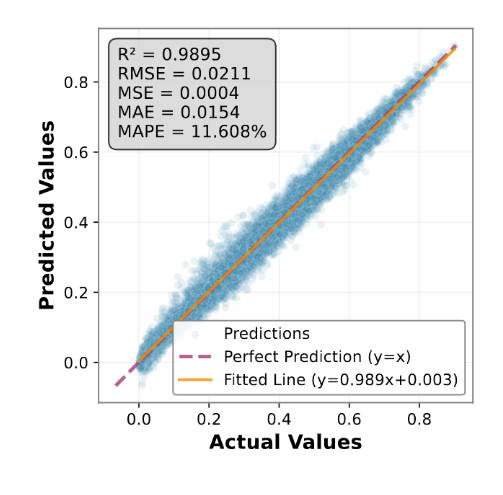 R² = 0.9895
RMSE = 0.0211
MSE = 0.0004
MAE = 0.0154
MAPE = 11.608%
Predicted Values
0.8
0.6
0.4
0.2
0.0
Predictions
Perfect Prediction (y=x)
Fitted Line (y=0.989x+0.003)
0.0 0.2 0.4 0.6 0.8
Actual Values